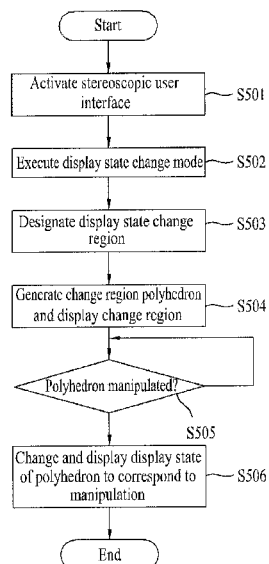 Start
Activate stereoscopic user
interface
S501
Execute display state change mode
S502
Designate display state change
region
S503
Generate change region polyhedron
and display change region
S504
Polyhedron manipulated?
S505
Change and display display state
of polyhedron to correspond to
manipulation
S506
End